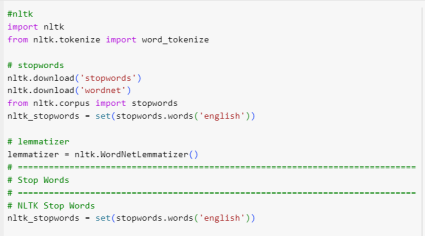 #nltk
import nltk
from nltk.tokenize import word_tokenize
# stopwords
nltk.download('stopwords')
nltk.download('wordnet')
from nltk.corpus import stopwords
nltk_stopwords = set(stopwords.words('english'))
# lemmatizer
lemmatizer = nltk.WordNetLemmatizer()
# =============================================================================
# Stop Words
# =============================================================================
# NLTK Stop Words
nltk_stopwords = set(stopwords.words('english'))